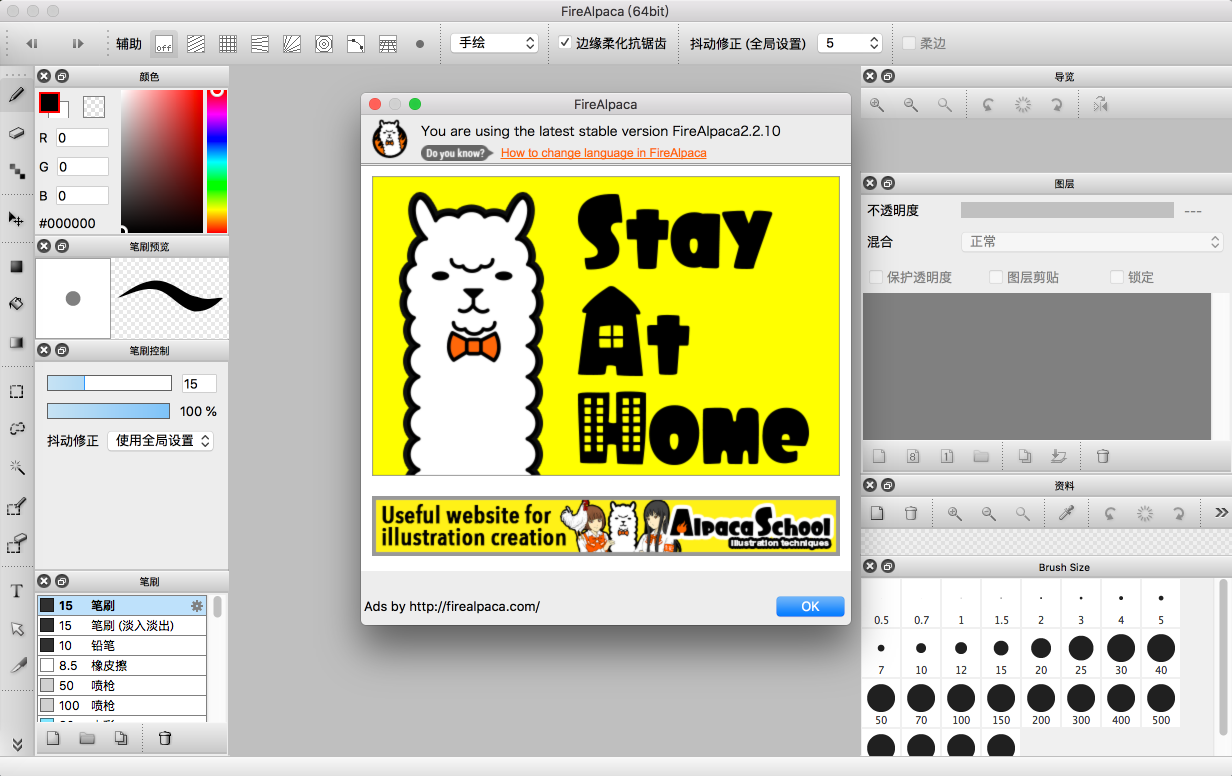 FireAlpaca (64bit)
辅助
off
手绘
边缘柔化抗锯齿
抖动修正 (全局设置)
5
柔边
颜色
R 0
G 0
B 0
#000000
笔刷预览
笔刷控制
15
100 %
抖动修正 使用全局设置
笔刷
15 笔刷
15 笔刷 (淡入淡出)
10 铅笔
8.5 橡皮擦
50 喷枪
100 喷枪
FireAlpaca
You are using the latest stable version FireAlpaca2.2.10
Do you know?
How to change language in FireAlpaca
Stay
At
Home
Useful website for
illustration creation
Alpaca School
illustration techniques
Ads by http://firealpaca.com/
OK
导览
图层
不透明度 ---
混合 正常
保护透明度 图层剪贴 锁定
8 1
资料
Brush Size
0.5 0.7 1 1.5 2 3 4 5
7 10 12 15 20 25 30 40
50 70 100 150 200 300 400 500
T